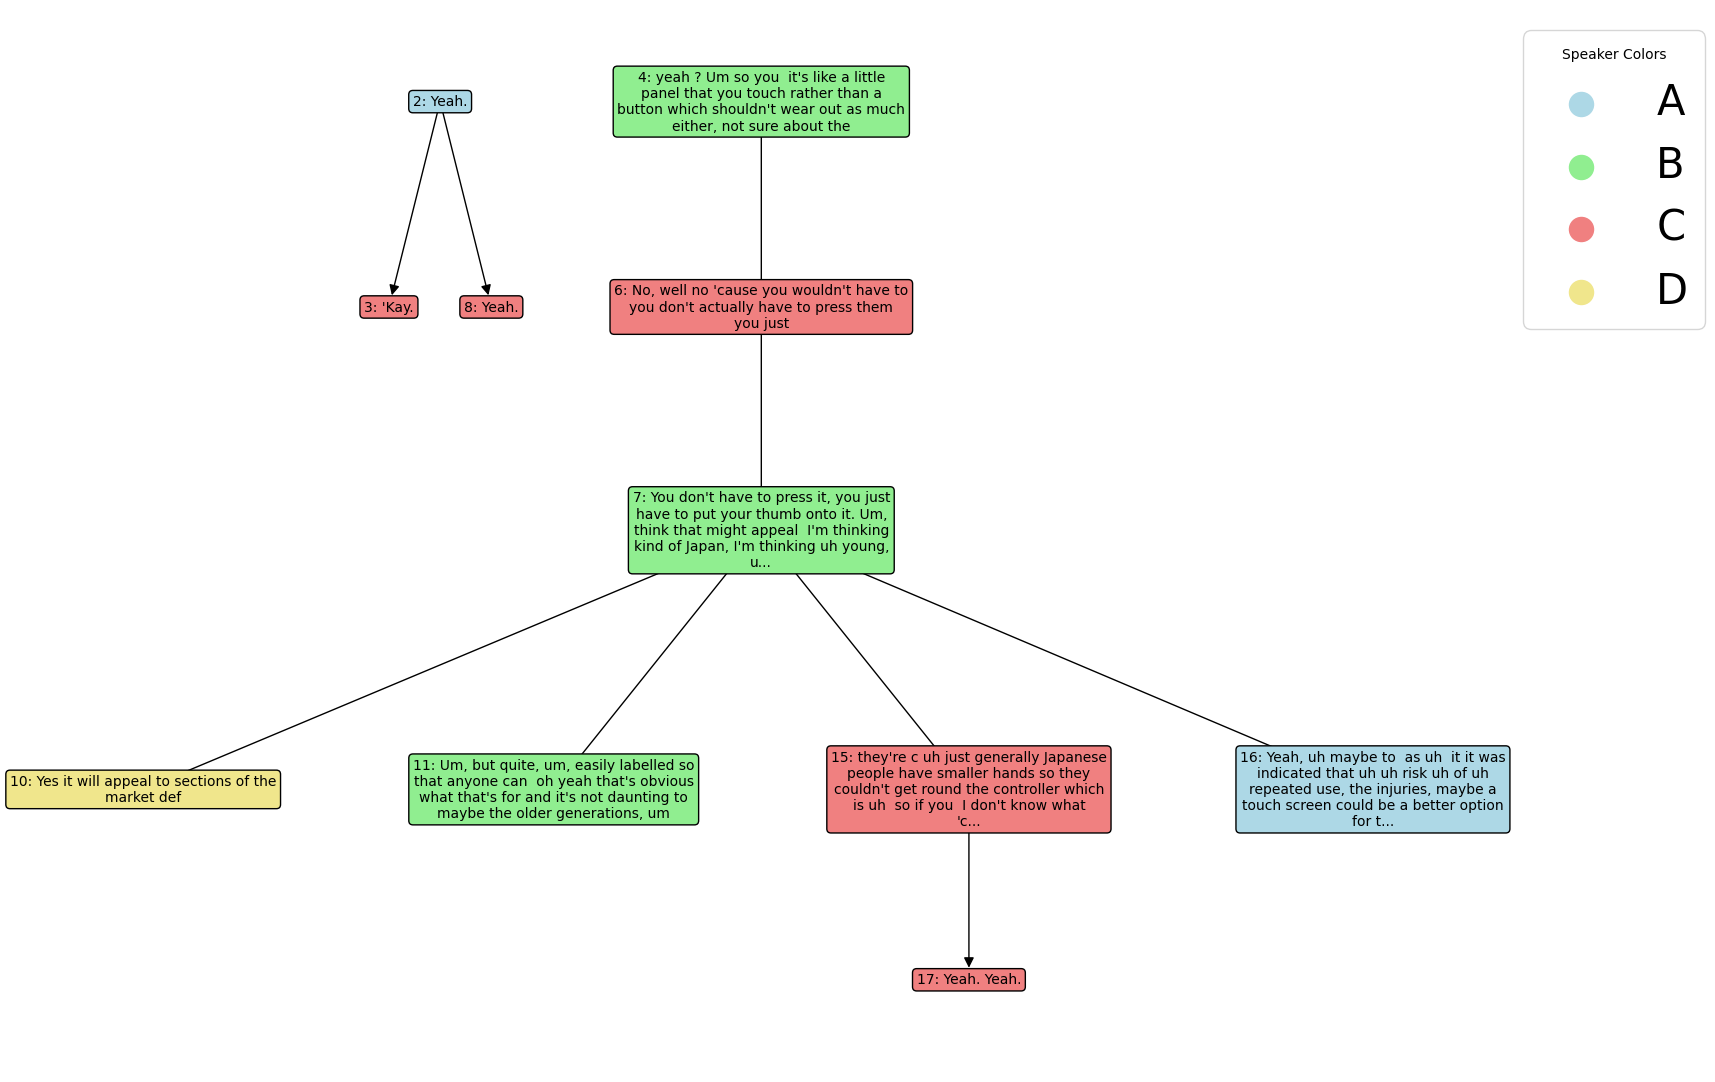 2: Yeah.
4: yeah ? Um so you  it's like a little
panel that you touch rather than a
button which shouldn't wear out as much
either, not sure about the
3: 'Kay.
8: Yeah.
6: No, well no 'cause you wouldn't have to
you don't actually have to press them
you just
7: You don't have to press it, you just
have to put your thumb onto it. Um,
think that might appeal  I'm thinking
kind of Japan, I'm thinking uh young,
u...
10: Yes it will appeal to sections of the
market def
11: Um, but quite, um, easily labelled so
that anyone can  oh yeah that's obvious
what that's for and it's not daunting to
maybe the older generations, um
15: they're c uh just generally Japanese
people have smaller hands so they
couldn't get round the controller which
is uh  so if you  I don't know what
'c...
16: Yeah, uh maybe to  as uh  it it was
indicated that uh uh risk uh of uh
repeated use, the injuries, maybe a
touch screen could be a better option
for t...
17: Yeah. Yeah.
Speaker Colors
A
B
C
D